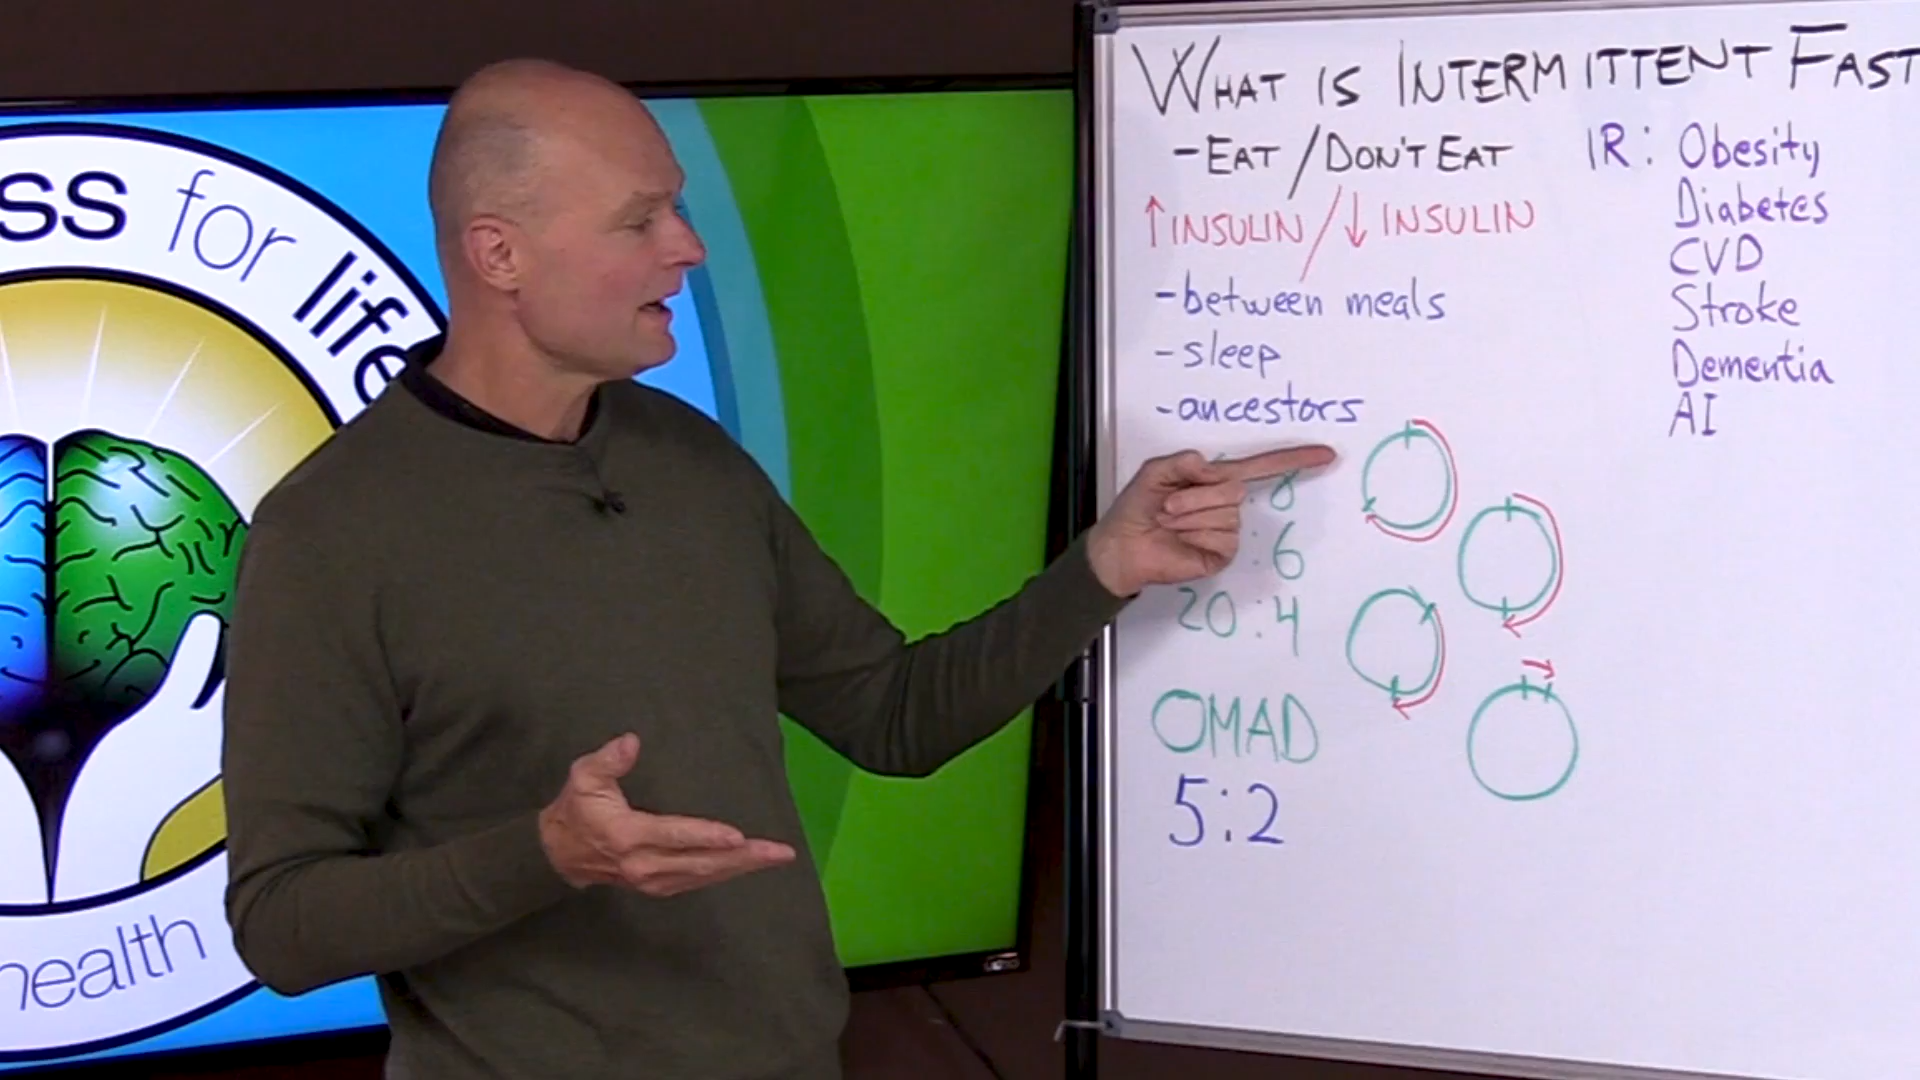 WHAT IS INTERMITTENT FAST
- EAT / DON'T EAT
↑ INSULIN / ↓ INSULIN
- between meals
- sleep
- ancestors
: 8
: 6
20 : 4
OMAD
5:2
IR: Obesity
Diabetes
CVD
Stroke
Dementia
AI
ss for life
health